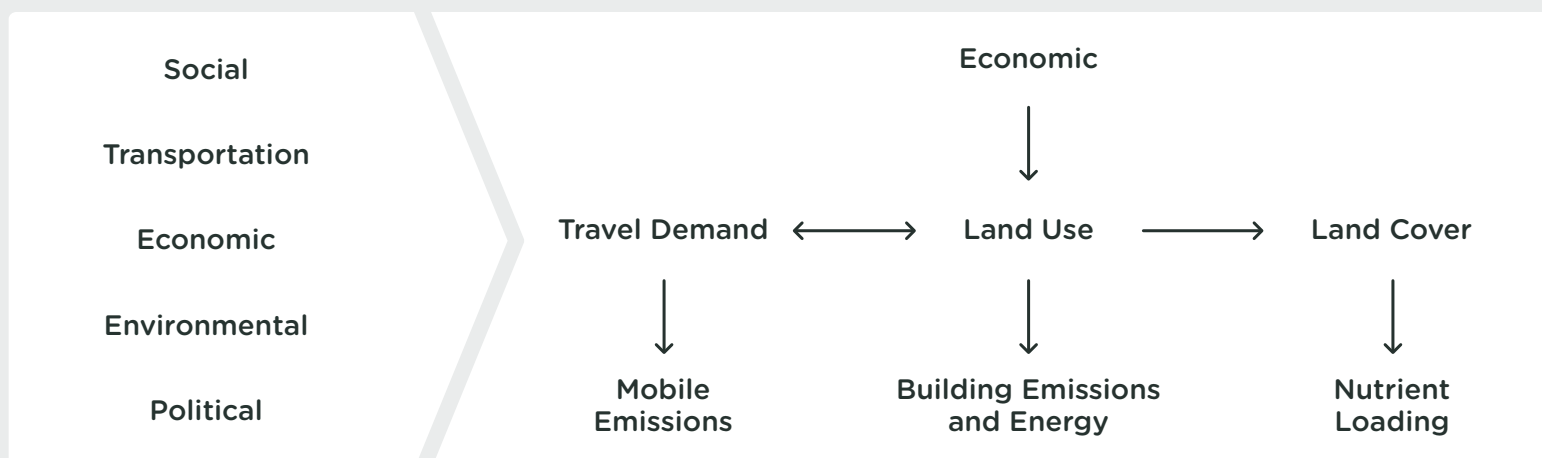 Social
Transportation
Economic
Environmental
Political
Economic
Travel Demand
Land Use
Land Cover
Mobile
Emissions
Building Emissions
and Energy
Nutrient
Loading